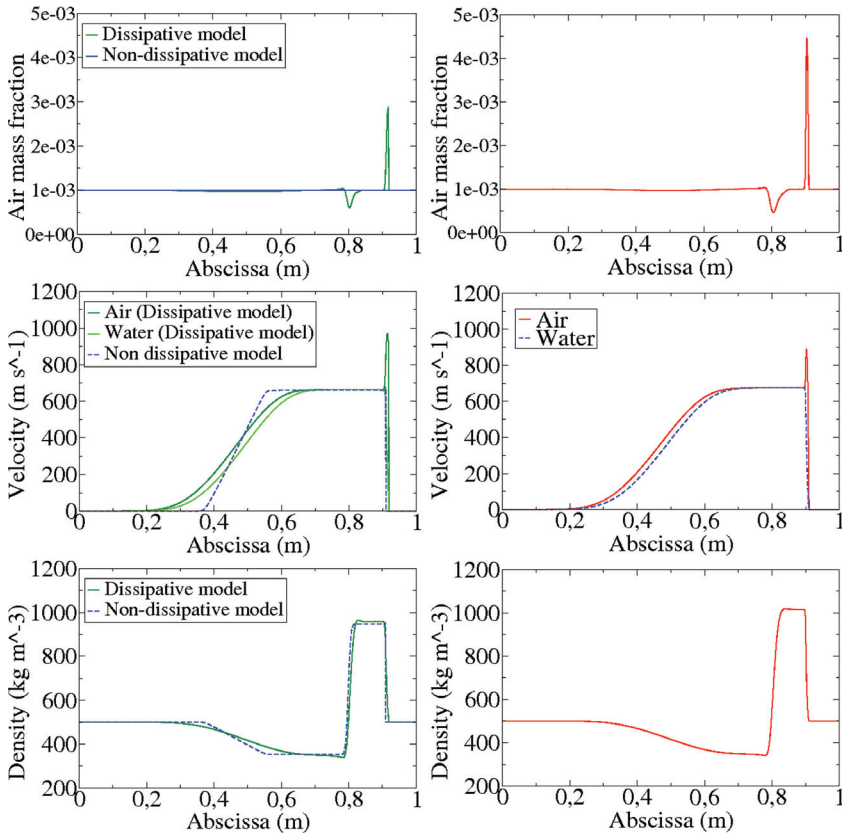 5e-03
4e-03
3e-03
2e-03
1e-03
0e+00
Air mass fraction
Dissipative model
Non-dissipative model
0 0,2 0,4 0,6 0,8 1
Abscissa (m)
5e-03
4e-03
3e-03
2e-03
1e-03
0e+00
Air mass fraction
0 0,2 0,4 0,6 0,8 1
Abscissa (m)
1200
1000
800
600
400
200
0
Velocity (m s^-1)
Air (Dissipative model)
Water (Dissipative model)
Non dissipative model
0 0,2 0,4 0,6 0,8 1
Abscissa (m)
1200
1000
800
600
400
200
0
Velocity (m s^-1)
Air
Water
0 0,2 0,4 0,6 0,8 1
Abscissa (m)
1200
1000
800
600
400
200
Density (kg m^-3)
Dissipative model
Non-dissipative model
0 0,2 0,4 0,6 0,8 1
Abscissa (m)
1200
1000
800
600
400
200
Density (kg m^-3)
0 0,2 0,4 0,6 0,8 1
Abscissa (m)